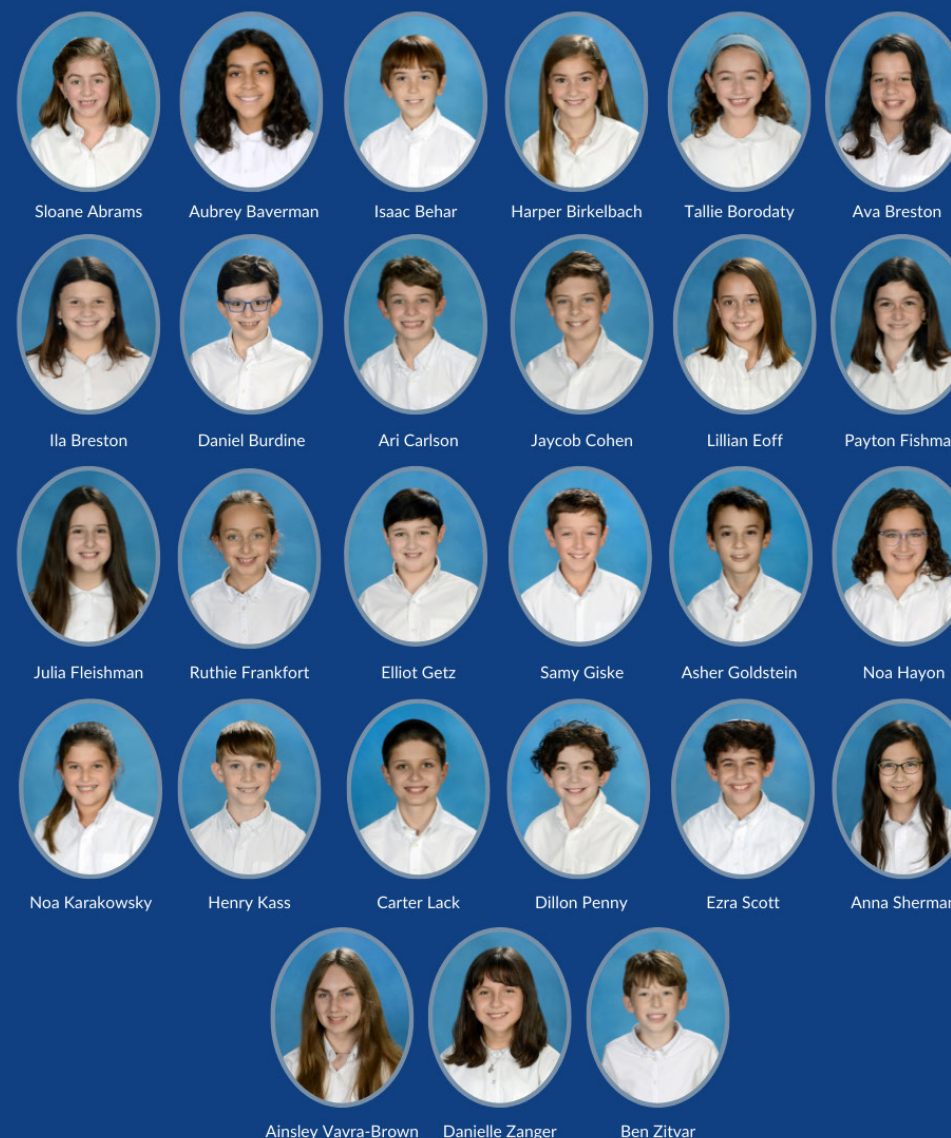 Sloane Abrams Aubrey Baverman Isaac Behar Harper Birkelbach Tallie Borodaty Ava Breston
Ila Breston Daniel Burdine Ari Carlson Jaycob Cohen Lillian Eoff Payton Fishma
Julia Fleishman Ruthie Frankfort Elliot Getz Samy Giske Asher Goldstein Noa Hayon
Noa Karakowsky Henry Kass Carter Lack Dillon Penny Ezra Scott Anna Sherman
Ainsley Vavra-Brown Danielle Zanger Ben Zitvar